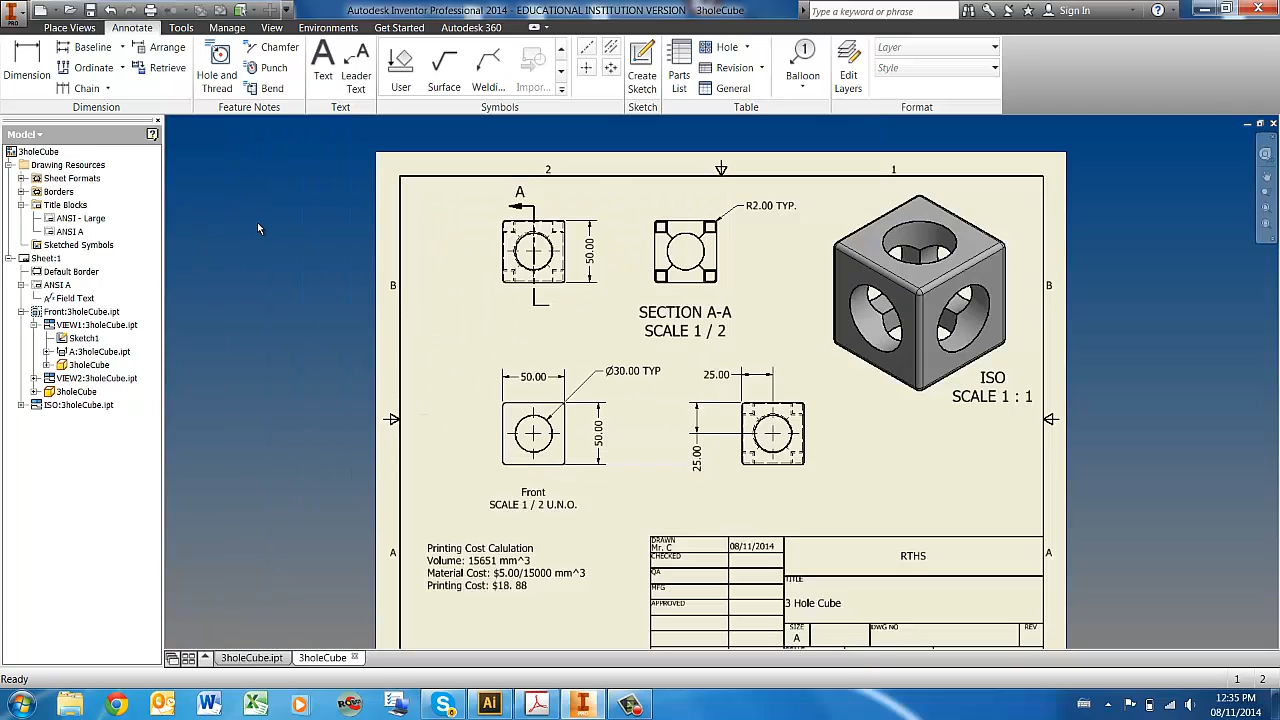 Autodesk Inventor Professional 2014 - EDUCATIONAL INSTITUTION VERSION   3holeCube
Type a keyword or phrase
Sign In
PRO
Place Views Annotate Tools Manage View Environments Get Started Autodesk 360
Dimension
Baseline
Ordinate
Chain
Arrange
Retrieve
Dimension
Hole and Thread
Chamfer
Punch
Bend
Feature Notes
Text
Leader Text
Text
User
Surface
Weldi...
Impor...
Symbols
Create Sketch
Sketch
Parts List
Hole
Revision
General
Balloon
Table
Edit Layers
Layer
Style
Format
Model
3holeCube
Drawing Resources
Sheet Formats
Borders
Title Blocks
ANSI - Large
ANSI A
Sketched Symbols
Sheet:1
Default Border
ANSI A
Field Text
Front:3holeCube.ipt
VIEW1:3holeCube.ipt
Sketch1
A:3holeCube.ipt
3holeCube
VIEW2:3holeCube.ipt
3holeCube
ISO:3holeCube.ipt
2
1
A
50.00
R2.00 TYP.
B
B
SECTION A-A
SCALE 1 / 2
ISO
SCALE 1 : 1
50.00
Ø30.00 TYP
50.00
25.00
25.00
Front
SCALE 1 / 2 U.N.O.
A
A
Printing Cost Calulation
Volume: 15651 mm^3
Material Cost: $5.00/15000 mm^3
Printing Cost: $18. 88
DRAWN
Mr. C
08/11/2014
CHECKED
QA
MFG
APPROVED
RTHS
TITLE
3 Hole Cube
SIZE
A
DWG NO
REV
3holeCube.ipt
3holeCube
Ready
1 2
12:35 PM
08/11/2014